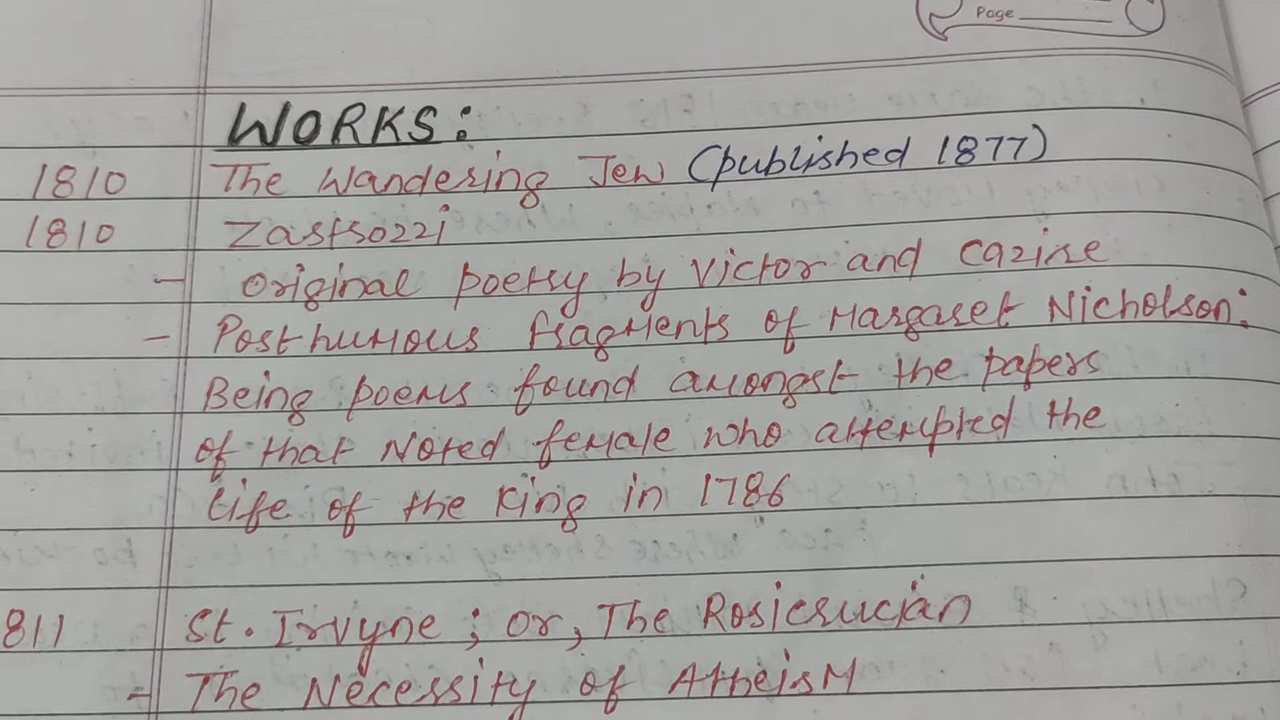 Page
WORKS:
1810 The Wandering Jew (published 1877)
1810 Zastrozzi
- Original poetry by Victor and Cazire
- Posthumous fragments of Margaret Nicholson:
Being poems found amongst the papers
of that Noted female who attempted the
life of the King in 1786
811 St. Irvyne; or, The Rosicrucian
- The Necessity of Atheism